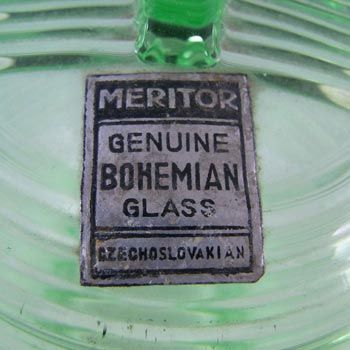 MERITOR
GENUINE
BOHEMIAN
GLASS
CZECHOSLOVAKIAN